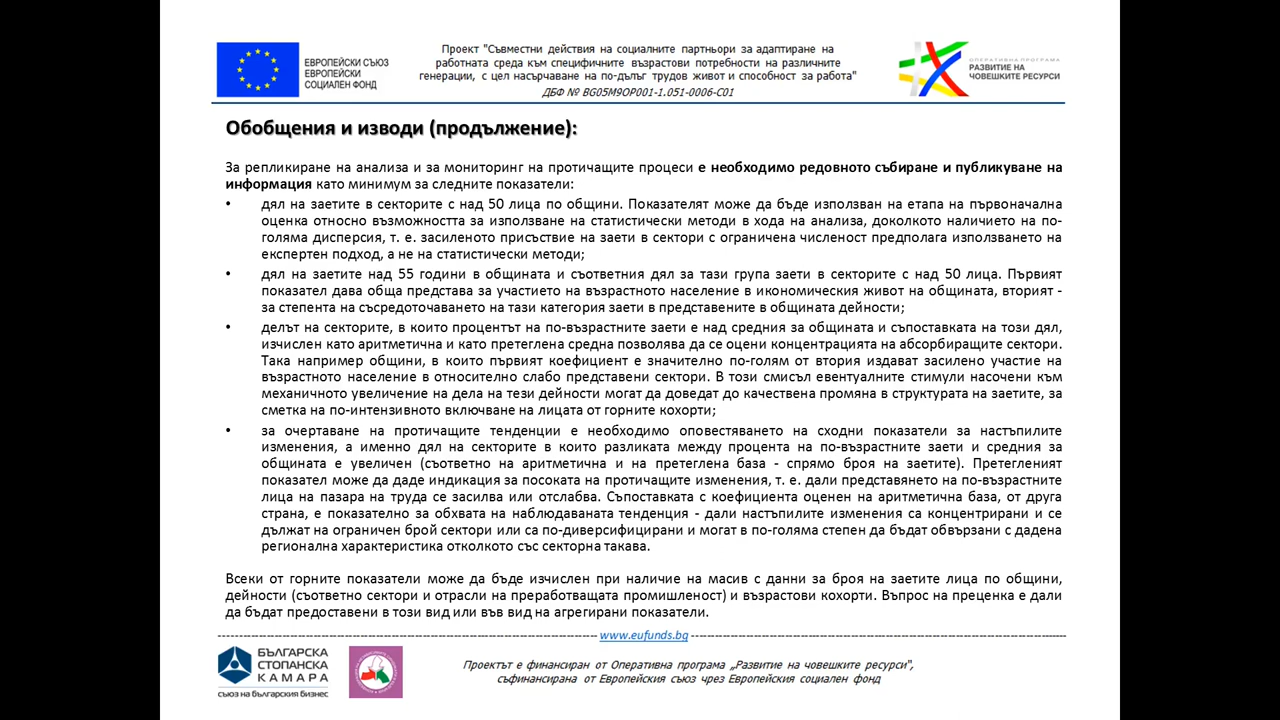 ЕВРОПЕЙСКИ СЪЮЗ
ЕВРОПЕЙСКИ
СОЦИАЛЕН ФОНД
Проект "Съвместни действия на социалните партньори за адаптиране на
работната среда към специфичните възрастови потребности на различните
генерации, с цел насърчаване на по-дълъг трудов живот и способност за работа"
ДБФ № BG05M9OP001-1.051-0006-C01
ОПЕРАТИВНА ПРОГРАМА
РАЗВИТИЕ НА
ЧОВЕШКИТЕ РЕСУРСИ
Обобщения и изводи (продължение):
За репликиране на анализа и за мониторинг на протичащите процеси е необходимо редовното събиране и публикуване на
информация като минимум за следните показатели:
• дял на заетите в секторите с над 50 лица по общини. Показателят може да бъде използван на етапа на първоначална
оценка относно възможността за използване на статистически методи в хода на анализа, доколкото наличието на по-
голяма дисперсия, т. е. засиленото присъствие на заети в сектори с ограничена численост предполага използването на
експертен подход, а не на статистически методи;
• дял на заетите над 55 години в общината и съответния дял за тази група заети в секторите с над 50 лица. Първият
показател дава обща представа за участието на възрастното население в икономическия живот на общината, вторият -
за степента на съсредоточаването на тази категория заети в представените в общината дейности;
• делът на секторите, в които процентът на по-възрастните заети е над средния за общината и съпоставката на този дял,
изчислен като аритметична и като претеглена средна позволява да се оцени концентрацията на абсорбиращите сектори.
Така например общини, в които първият коефициент е значително по-голям от втория издават засилено участие на
възрастното население в относително слабо представени сектори. В този смисъл евентуалните стимули насочени към
механичното увеличение на дела на тези дейности могат да доведат до качествена промяна в структурата на заетите, за
сметка на по-интензивното включване на лицата от горните кохорти;
• за очертаване на протичащите тенденции е необходимо оповестяването на сходни показатели за настъпилите
изменения, а именно дял на секторите в които разликата между процента на по-възрастните заети и средния за
общината е увеличен (съответно на аритметична и на претеглена база - спрямо броя на заетите). Претегленият
показател може да даде индикация за посоката на протичащите изменения, т. е. дали представянето на по-възрастните
лица на пазара на труда се засилва или отслабва. Съпоставката с коефициента оценен на аритметична база, от друга
страна, е показателно за обхвата на наблюдаваната тенденция - дали настъпилите изменения са концентрирани и се
дължат на ограничен брой сектори или са по-диверсифицирани и могат в по-голяма степен да бъдат обвързани с дадена
регионална характеристика отколкото със секторна такава.
Всеки от горните показатели може да бъде изчислен при наличие на масив с данни за броя на заетите лица по общини,
дейности (съответно сектори и отрасли на преработващата промишленост) и възрастови кохорти. Въпрос на преценка е дали
да бъдат предоставени в този вид или във вид на агрегирани показатели.
www.eufunds.bg
БЪЛГАРСКА
СТОПАНСКА
КАМАРА
съюз на българския бизнес
Проектът е финансиран от Оперативна програма „Развитие на човешките ресурси",
съфинансирана от Европейския съюз чрез Европейския социален фонд